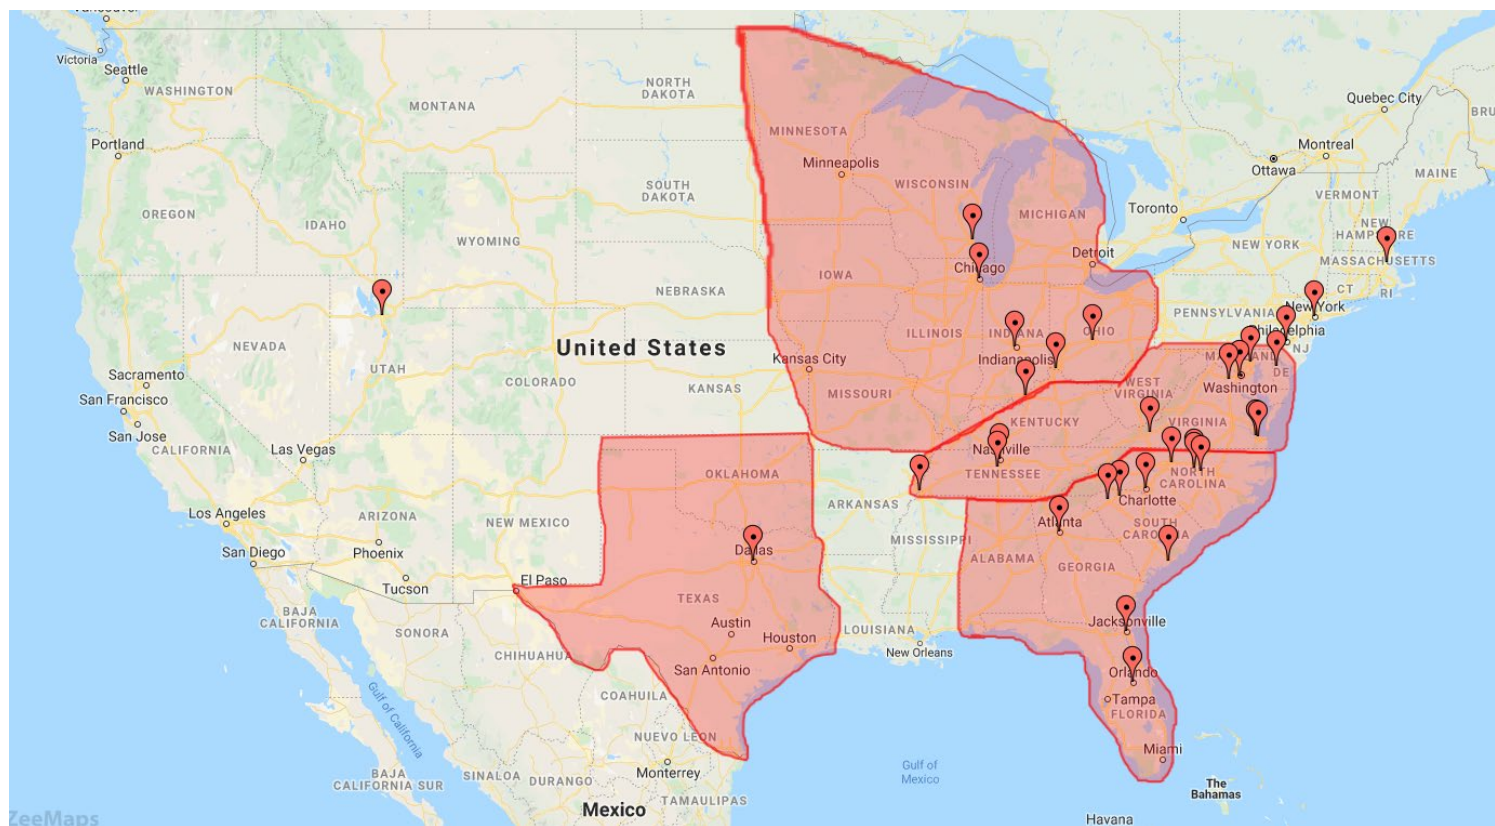 Vancouver
Victoria
Seattle
WASHINGTON
MONTANA
NORTH
DAKOTA
Quebec City
BRU
Portland
MINNESOTA
Minneapolis
Montreal
Ottawa
MAINE
VERMONT
OREGON
IDAHO
SOUTH
DAKOTA
WISCONSIN
MICHIGAN
Toronto
NEW
HAMPSHIRE
WYOMING
NEW YORK
Detroit
MASSACHUSETTS
Chicago
IOWA
CT
RI
NEBRASKA
PENNSYLVANIA
New York
NEVADA
United States
ILLINOIS
INDIANA
OHIO
Philadelphia
NJ
Indianapolis
Kansas City
MARYLAND
DE
Sacramento
UTAH
COLORADO
KANSAS
MISSOURI
WEST
VIRGINIA
Washington
San Francisco
San Jose
CALIFORNIA
Las Vegas
KENTUCKY
VIRGINIA
Nashville
TENNESSEE
OKLAHOMA
NORTH
CAROLINA
Los Angeles
ARIZONA
NEW MEXICO
ARKANSAS
Charlotte
San Diego
Phoenix
Dallas
MISSISSIPPI
Atlanta
SOUTH
CAROLINA
ALABAMA
GEORGIA
Tucson
El Paso
BAJA
CALIFORNIA
SONORA
TEXAS
Austin
Houston
LOUISIANA
New Orleans
Jacksonville
CHIHUAHUA
San Antonio
Orlando
COAHUILA
Tampa
FLORIDA
Gulf of California
NUEVO LEON
Miami
BAJA
CALIFORNIA SUR
SINALOA
DURANGO
Monterrey
Gulf of
Mexico
The
Bahamas
Mexico
TAMAULIPAS
Havana
ZeeMaps